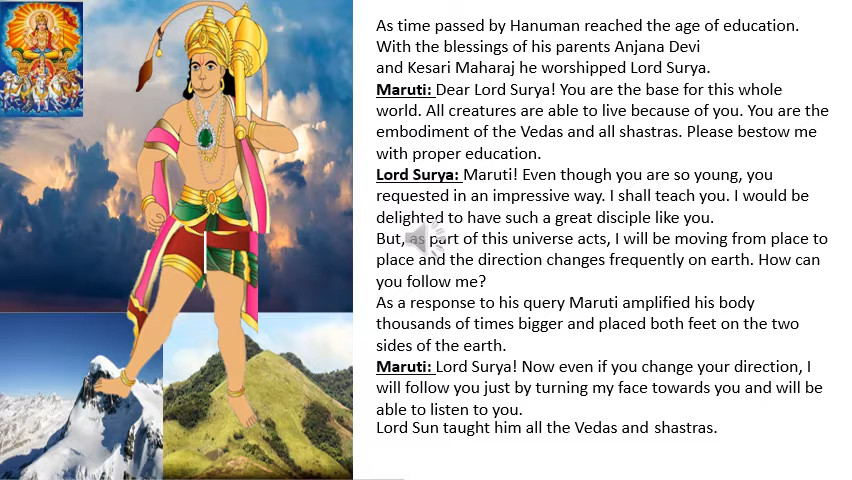 As time passed by Hanuman reached the age of education.
With the blessings of his parents Anjana Devi
and Kesari Maharaj he worshipped Lord Surya.
Maruti: Dear Lord Surya! You are the base for this whole
world. All creatures are able to live because of you. You are the
embodiment of the Vedas and all shastras. Please bestow me
with proper education.
Lord Surya: Maruti! Even though you are so young, you
requested in an impressive way. I shall teach you. I would be
delighted to have such a great disciple like you.
But, as part of this universe acts, I will be moving from place to
place and the direction changes frequently on earth. How can
you follow me?
As a response to his query Maruti amplified his body
thousands of times bigger and placed both feet on the two
sides of the earth.
Maruti: Lord Surya! Now even if you change your direction, I
will follow you just by turning my face towards you and will be
able to listen to you.
Lord Sun taught him all the Vedas and shastras.